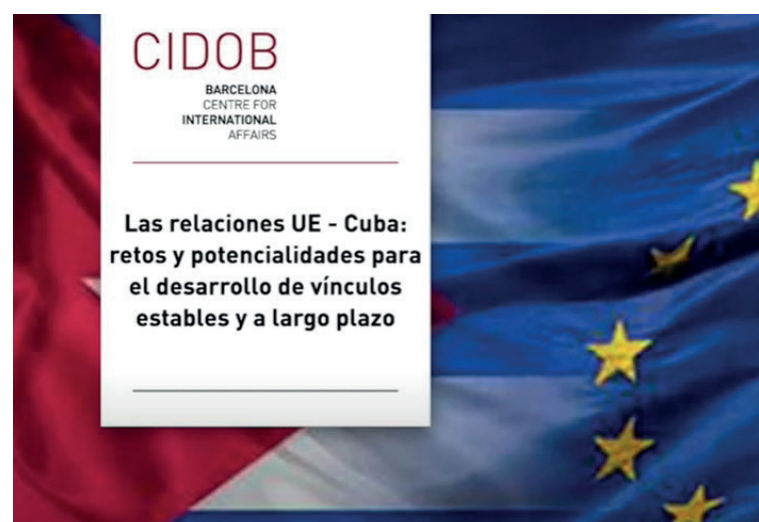 CIDOB
BARCELONA
CENTRE FOR
INTERNATIONAL
AFFAIRS
Las relaciones UE - Cuba:
retos y potencialidades para
el desarrollo de vínculos
estables y a largo plazo